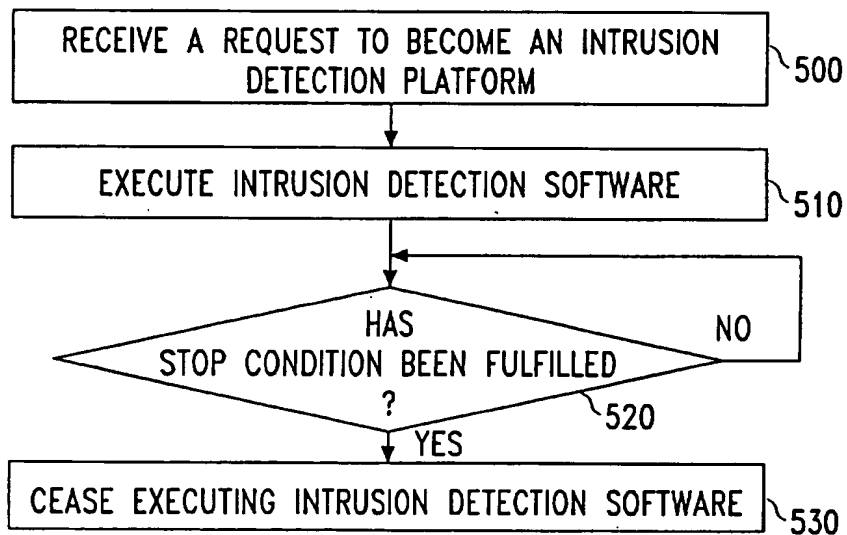 RECEIVE A REQUEST TO BECOME AN INTRUSION
DETECTION PLATFORM
500
EXECUTE INTRUSION DETECTION SOFTWARE
510
HAS
STOP CONDITION BEEN FULFILLED
?
NO
520
YES
CEASE EXECUTING INTRUSION DETECTION SOFTWARE
530